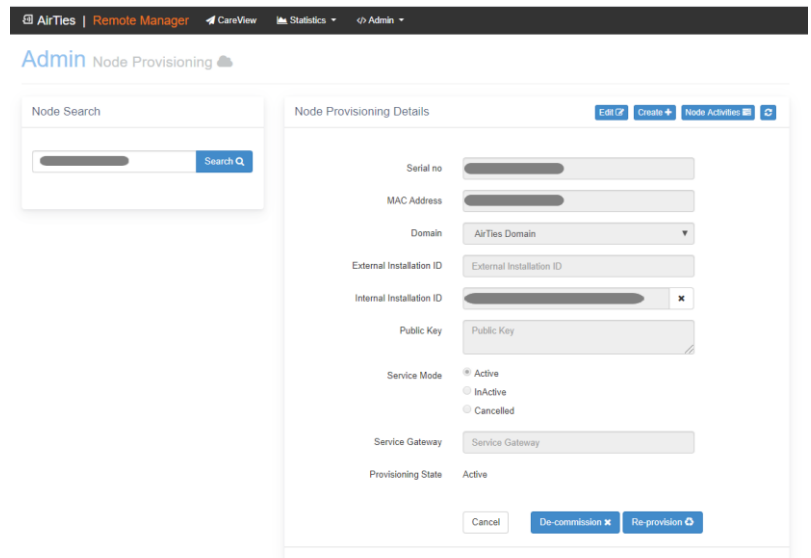 AirTies | Remote Manager CareView Statistics </> Admin
Admin Node Provisioning
Node Search
Search
Node Provisioning Details
Edit Create Node Activities
Serial no
MAC Address
Domain AirTies Domain
External Installation ID External Installation ID
Internal Installation ID
Public Key Public Key
Service Mode Active
InActive
Cancelled
Service Gateway Service Gateway
Provisioning State Active
Cancel De-commission Re-provision